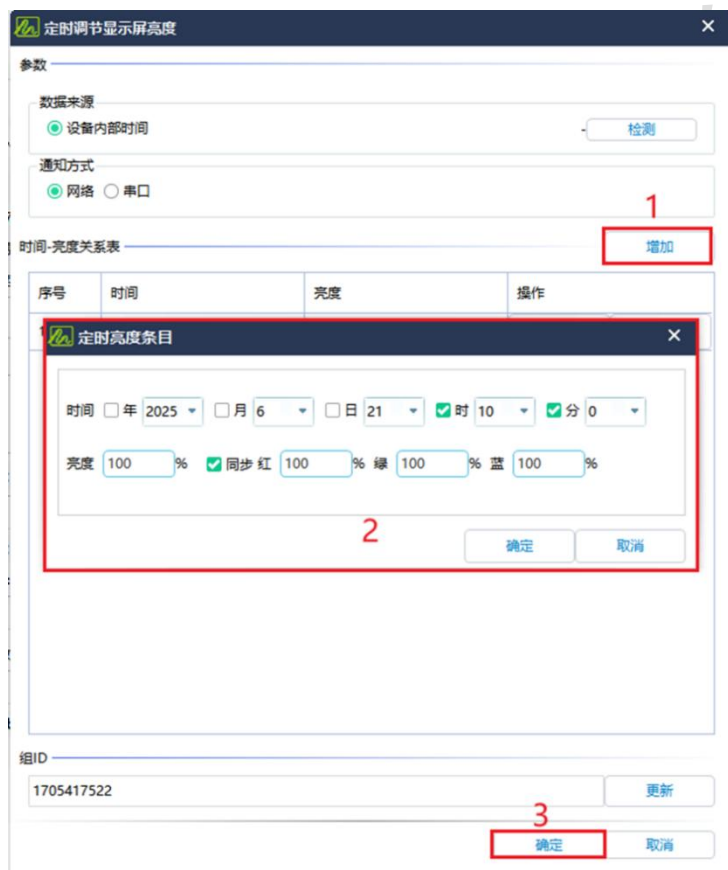 定时调节显示屏亮度
参数
数据来源
设备内部时间 - 检测
通知方式
网络 串口
1
时间-亮度关系表 增加
序号 时间 亮度 操作
定时亮度条目
时间 年 2025 月 6 日 21 时 10 分 0
亮度 100 % 同步 红 100 % 绿 100 % 蓝 100 %
2
确定 取消
组ID
1705417522 更新
3
确定 取消